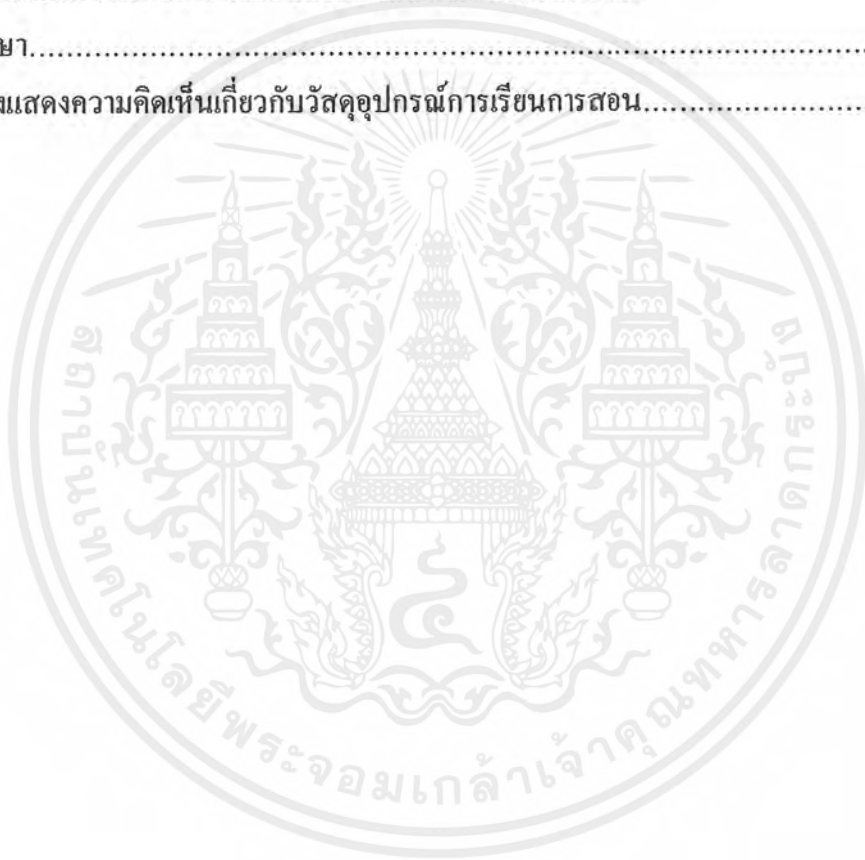 ษา................................................................................
งแสดงความคิดเห็นเกี่ยวกับวัสดุอุปกรณ์การเรียนการสอน........................
สถาบันเทคโนโลยีพระจอมเกล้าเจ้าคุณทหารลาดกระบัง
๔